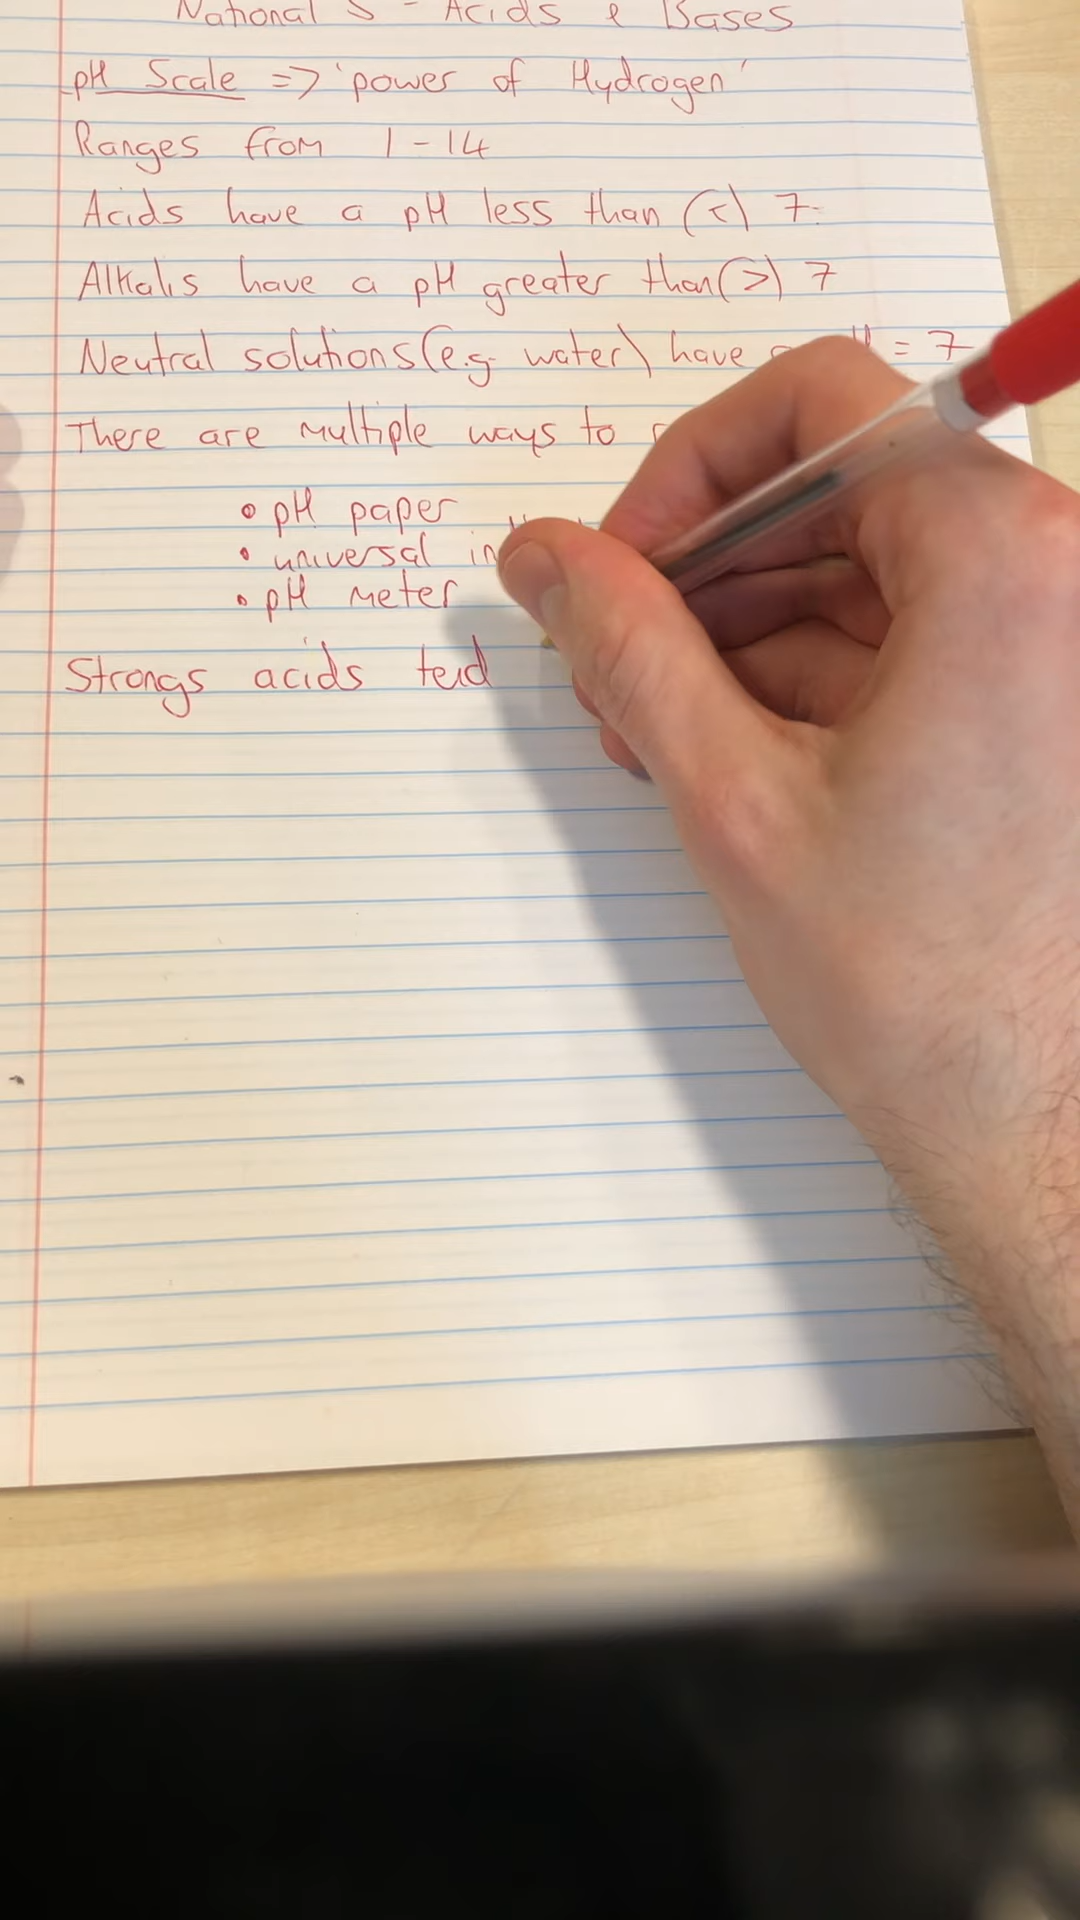 National 5 - Acids & Bases
pH Scale => 'power of Hydrogen'
Ranges from 1-14
Acids have a pH less than (<) 7.
Alkalis have a pH greater than (>) 7
Neutral solutions (e.g. water) have = 7
There are multiple ways to
• pH paper
• universal in
• pH meter
Strongs acids tend